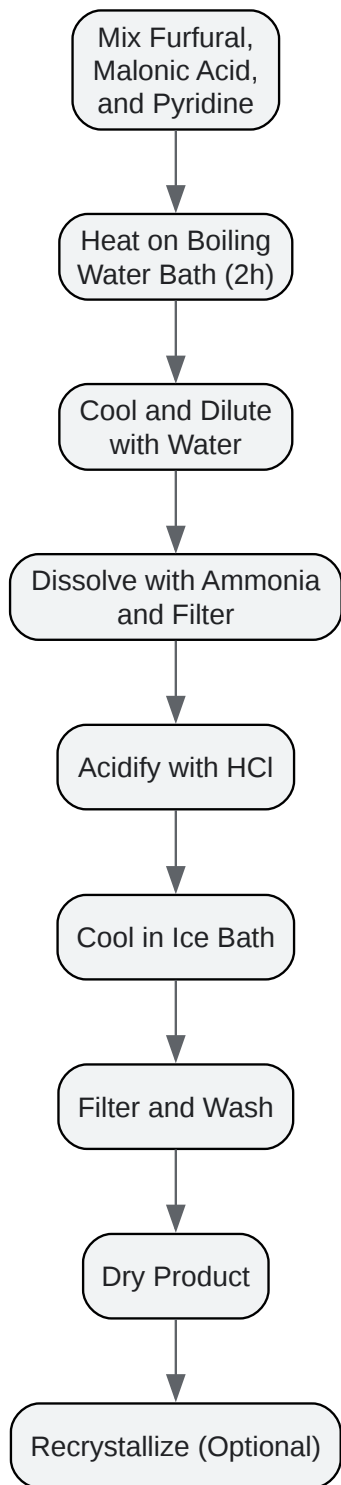 Mix Furfural,
Malonic Acid,
and Pyridine
Heat on Boiling
Water Bath (2h)
Cool and Dilute
with Water
Dissolve with Ammonia
and Filter
Acidify with HCl
Cool in Ice Bath
Filter and Wash
Dry Product
Recrystallize (Optional)